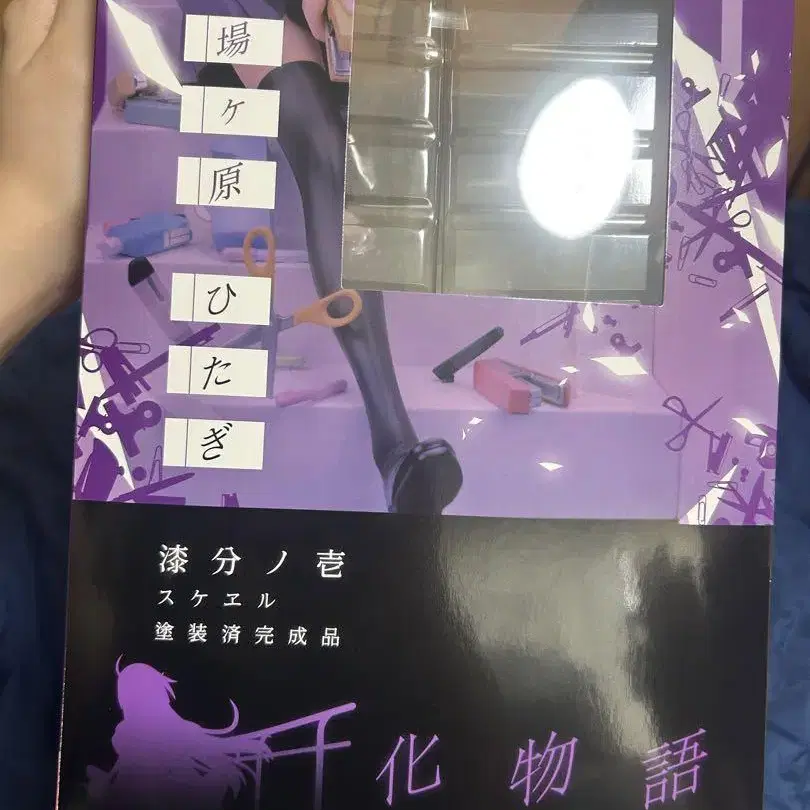 場ヶ原
ひたぎ
漆分ノ壱
スケヱル
塗装済完成品
化物語